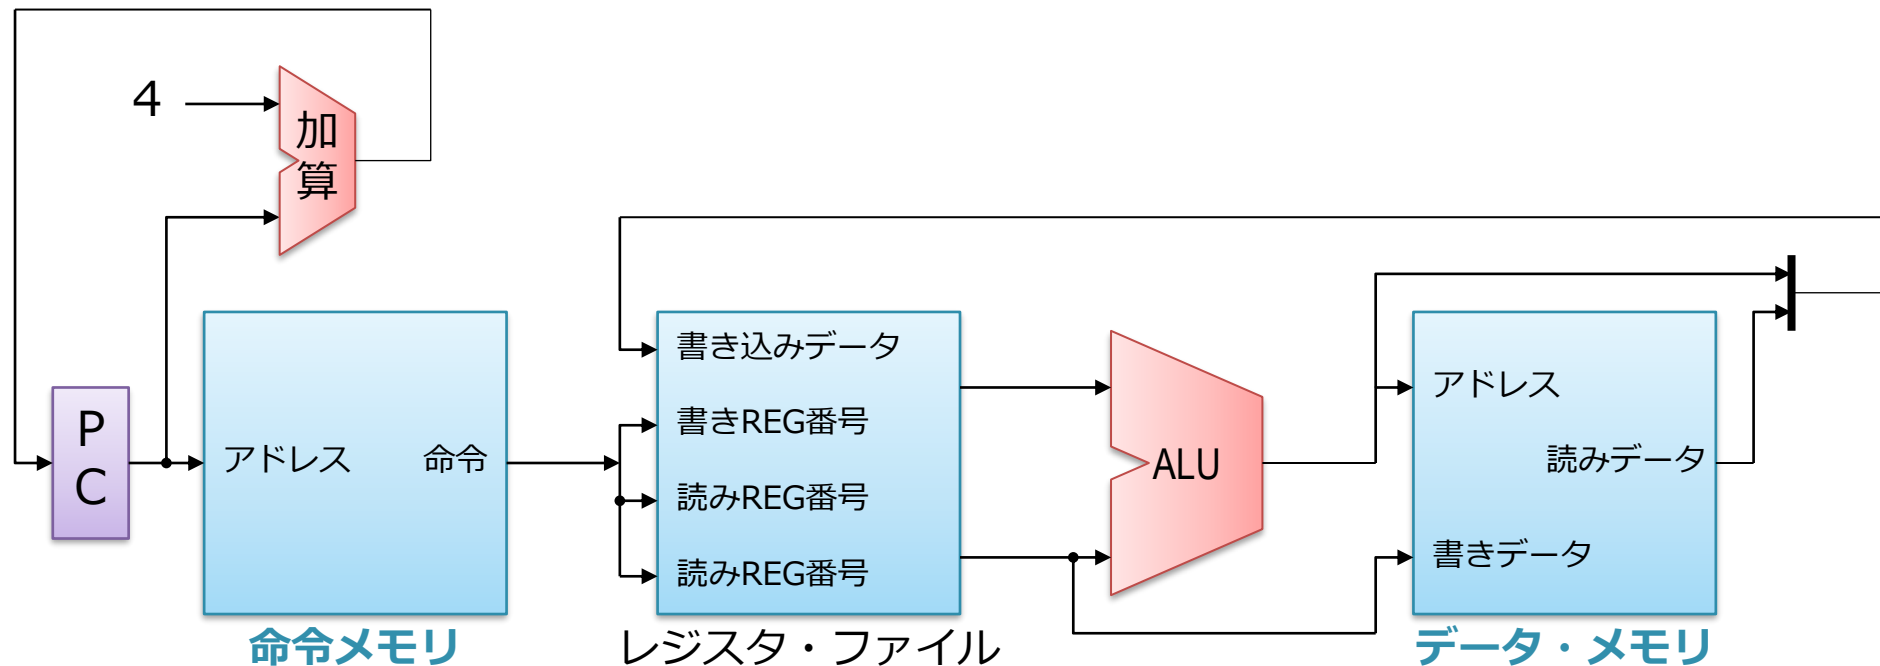 4
加
算
P
C
アドレス
命令
命令メモリ
書き込みデータ
書きREG番号
読みREG番号
読みREG番号
レジスタ・ファイル
ALU
アドレス
読みデータ
書きデータ
データ・メモリ